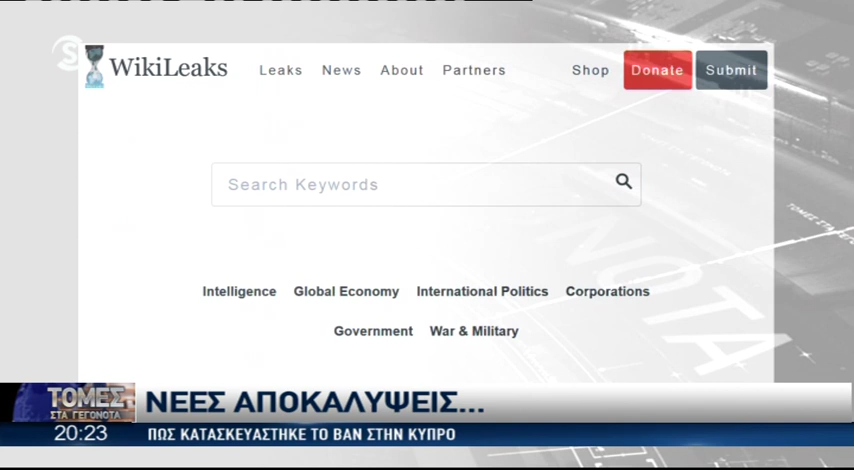 S
WikiLeaks
Leaks News About Partners Shop Donate Submit
Search Keywords
Intelligence Global Economy International Politics Corporations
Government War & Military
ΤΟΜΕΣ
ΣΤΑ ΓΕΓΟΝΟΤΑ
ΝΕΕΣ ΑΠΟΚΑΛΥΨΕΙΣ...
20:23
ΠΩΣ ΚΑΤΑΣΚΕΥΑΣΤΗΚΕ ΤΟ ΒΑΝ ΣΤΗΝ ΚΥΠΡΟ